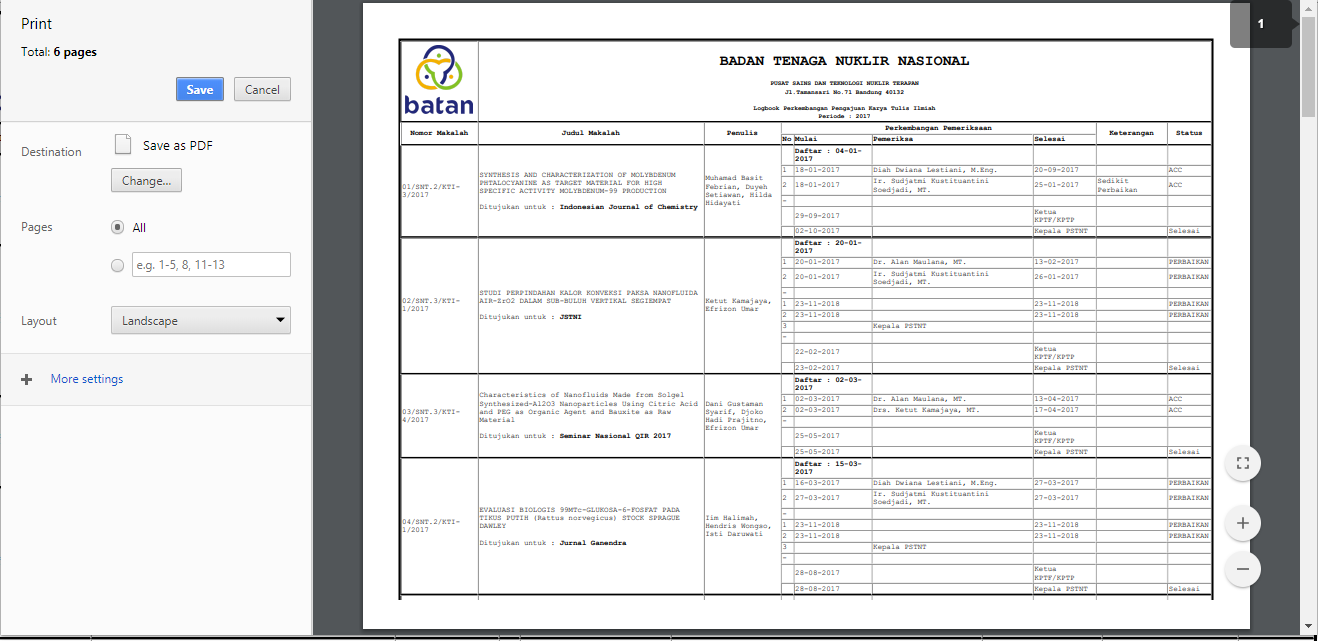 Print
Total: 6 pages
Save Cancel
Destination Save as PDF
Change...
Pages All
e.g. 1-5, 8, 11-13
Layout Landscape
More settings
1
batan
BADAN TENAGA NUKLIR NASIONAL
PUSAT SAINS DAN TEKNOLOGI NUKLIR TERAPAN
Jl.Tamansari No.71 Bandung 40132
Logbook Perkembangan Pengajuan Karya Tulis Ilmiah
Periode : 2017
Nomor Makalah Judul Makalah Penulis Perkembangan Pemeriksaan Keterangan Status
No Mulai Pemeriksa Selesai
01/SNT.2/KTI-
3/2017
SYNTHESIS AND CHARACTERIZATION OF MOLYBDENUM
PHTALOCYANINE AS TARGET MATERIAL FOR HIGH
SPECIFIC ACTIVITY MOLYBDENUM-99 PRODUCTION
Ditujukan untuk : Indonesian Journal of Chemistry
Muhamad Basit
Febrian, Duyeh
Setiawan, Hilda
Hidayati
Daftar : 04-01-
2017
1 18-01-2017 Diah Dwiana Lestiani, M.Eng. 20-09-2017 ACC
2 18-01-2017 Ir. Sudjatmi Kustituantini
Soedjadi, MT. 25-01-2017 Sedikit
Perbaikan ACC
-
29-09-2017 Ketua
KPTF/KPTP
02-10-2017 Kepala PSTNT Selesai
02/SNT.3/KTI-
1/2017
STUDI PERPINDAHAN KALOR KONVEKSI PAKSA NANOFLUIDA
AIR-ZrO2 DALAM SUB-BULUH VERTIKAL SEGIEMPAT
Ditujukan untuk : JSTNI
Ketut Kamajaya,
Efrizon Umar
Daftar : 20-01-
2017
1 20-01-2017 Dr. Alan Maulana, MT. 13-02-2017 PERBAIKAN
2 20-01-2017 Ir. Sudjatmi Kustituantini
Soedjadi, MT. 26-01-2017 PERBAIKAN
-
1 23-11-2018 23-11-2018 PERBAIKAN
2 23-11-2018 23-11-2018 PERBAIKAN
3 Kepala PSTNT
-
22-02-2017 Ketua
KPTF/KPTP
23-02-2017 Kepala PSTNT Selesai
03/SNT.3/KTI-
4/2017
Characteristics of Nanofluids Made from Solgel
Synthesized-Al2O3 Nanoparticles Using Citric Acid
and PEG as Organic Agent and Bauxite as Raw
Material
Ditujukan untuk : Seminar Nasional QIR 2017
Dani Gustaman
Syarif, Djoko
Hadi Prajitno,
Efrizon Umar
Daftar : 02-03-
2017
1 02-03-2017 Dr. Alan Maulana, MT. 13-04-2017 ACC
2 02-03-2017 Drs. Ketut Kamajaya, MT. 17-04-2017 ACC
-
25-05-2017 Ketua
KPTF/KPTP
25-05-2017 Kepala PSTNT Selesai
04/SNT.2/KTI-
1/2017
EVALUASI BIOLOGIS 99MTc-GLUKOSA-6-FOSFAT PADA
TIKUS PUTIH (Rattus norvegicus) STOCK SPRAGUE
DAWLEY
Ditujukan untuk : Jurnal Ganendra
Iim Halimah,
Hendris Wongso,
Isti Daruwati
Daftar : 15-03-
2017
1 16-03-2017 Diah Dwiana Lestiani, M.Eng. 27-03-2017 PERBAIKAN
2 27-03-2017 Ir. Sudjatmi Kustituantini
Soedjadi, MT. 27-03-2017 PERBAIKAN
-
1 23-11-2018 23-11-2018 PERBAIKAN
2 23-11-2018 23-11-2018 PERBAIKAN
3 Kepala PSTNT
-
28-08-2017 Ketua
KPTF/KPTP
28-08-2017 Kepala PSTNT Selesai